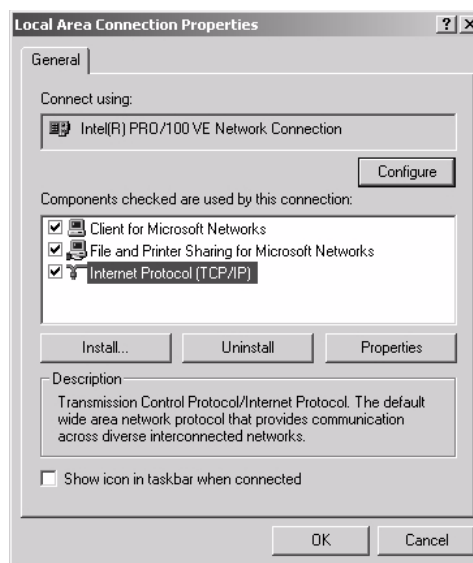 Local Area Connection Properties
General
Connect using:
Intel(R) PRO/100 VE Network Connection
Configure
Components checked are used by this connection:
Client for Microsoft Networks
File and Printer Sharing for Microsoft Networks
Internet Protocol (TCP/IP)
Install... Uninstall Properties
Description
Transmission Control Protocol/Internet Protocol. The default
wide area network protocol that provides communication
across diverse interconnected networks.
Show icon in taskbar when connected
OK Cancel